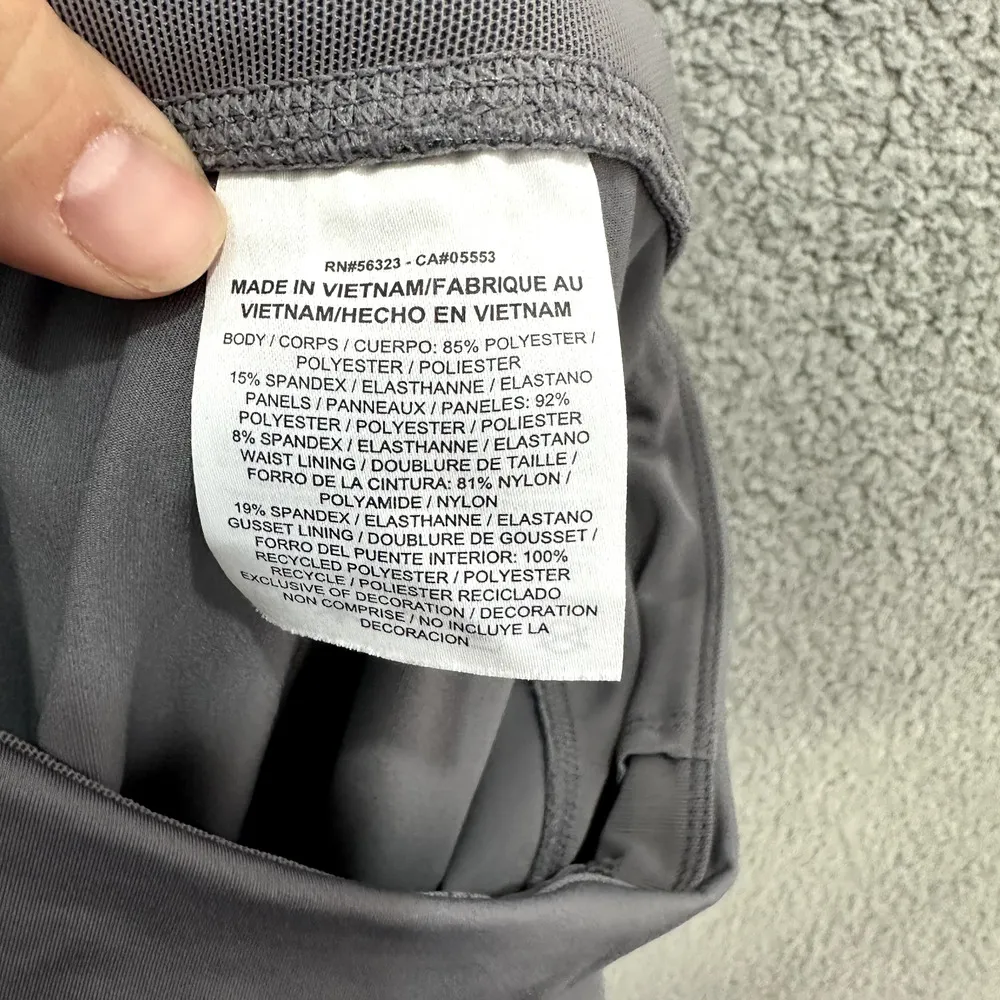 RN#56323 - CA#05553
MADE IN VIETNAM/FABRIQUE AU
VIETNAM/HECHO EN VIETNAM
BODY / CORPS / CUERPO: 85% POLYESTER /
POLYESTER / POLIESTER
15% SPANDEX / ELASTHANNE / ELASTANO
PANELS / PANNEAUX / PANELES: 92%
POLYESTER / POLYESTER / POLIESTER
8% SPANDEX / ELASTHANNE / ELASTANO
WAIST LINING / DOUBLURE DE TAILLE /
FORRO DE LA CINTURA: 81% NYLON /
POLYAMIDE / NYLON
19% SPANDEX / ELASTHANNE / ELASTANO
GUSSET LINING / DOUBLURE DE GOUSSET /
FORRO DEL PUENTE INTERIOR: 100%
RECYCLED POLYESTER / POLYESTER
RECYCLE / POLIESTER RECICLADO
EXCLUSIVE OF DECORATION / DECORATION
NON COMPRISE / NO INCLUYE LA
DECORACION